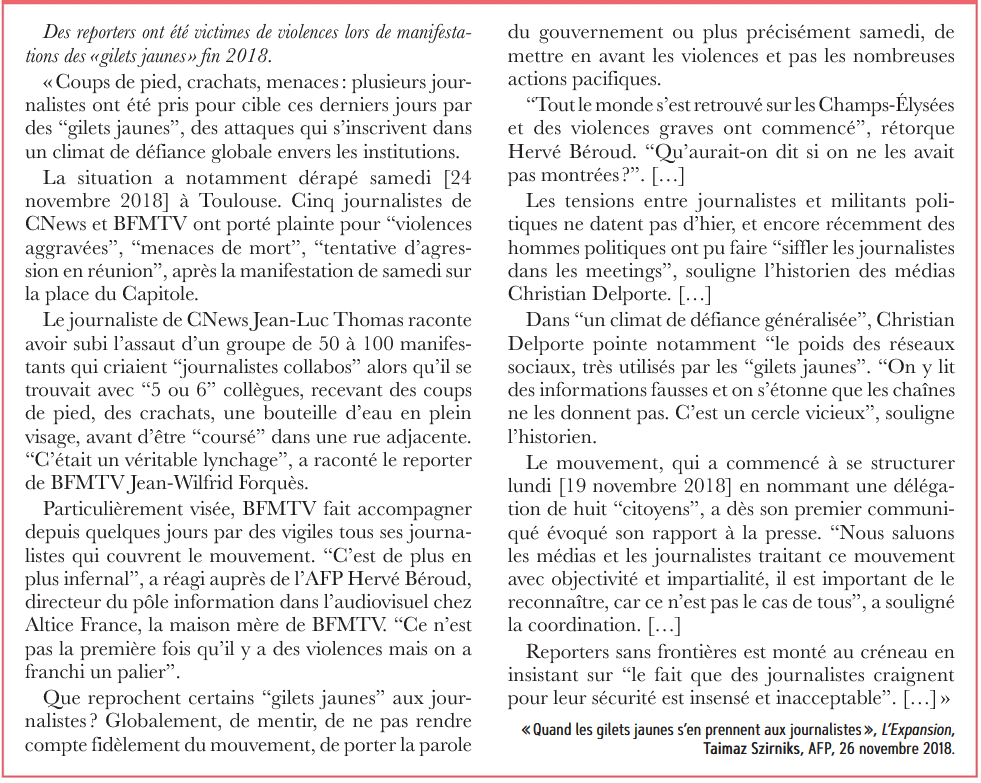 Des reporters ont été victimes de violences lors de manifesta-
tions des «gilets jaunes» fin 2018.
«Coups de pied, crachats, menaces : plusieurs jour-
nalistes ont été pris pour cible ces derniers jours par
des “gilets jaunes”, des attaques qui s’inscrivent dans
un climat de défiance globale envers les institutions.
La situation a notamment dérapé samedi [24
novembre 2018] à Toulouse. Cinq journalistes de
CNews et BFMTV ont porté plainte pour “violences
aggravées”, “menaces de mort”, “tentative d’agres-
sion en réunion”, après la manifestation de samedi sur
la place du Capitole.
Le journaliste de CNews Jean-Luc Thomas raconte
avoir subi l’assaut d’un groupe de 50 à 100 manifes-
tants qui criaient “journalistes collabos” alors qu’il se
trouvait avec “5 ou 6” collègues, recevant des coups
de pied, des crachats, une bouteille d’eau en plein
visage, avant d’être “coursé” dans une rue adjacente.
“C’était un véritable lynchage”, a raconté le reporter
de BFMTV Jean-Wilfrid Forquès.
Particulièrement visée, BFMTV fait accompagner
depuis quelques jours par des vigiles tous ses journa-
listes qui couvrent le mouvement. “C’est de plus en
plus infernal”, a réagi auprès de l’AFP Hervé Béroud,
directeur du pôle information dans l’audiovisuel chez
Altice France, la maison mère de BFMTV. “Ce n’est
pas la première fois qu’il y a des violences mais on a
franchi un palier”.
Que reprochent certains “gilets jaunes” aux jour-
nalistes ? Globalement, de mentir, de ne pas rendre
compte fidèlement du mouvement, de porter la parole
du gouvernement ou plus précisément samedi, de
mettre en avant les violences et pas les nombreuses
actions pacifiques.
“Tout le monde s’est retrouvé sur les Champs-Élysées
et des violences graves ont commencé”, rétorque
Hervé Béroud. “Qu’aurait-on dit si on ne les avait
pas montrées ?”. […]
Les tensions entre journalistes et militants poli-
tiques ne datent pas d’hier, et encore récemment des
hommes politiques ont pu faire “siffler les journalistes
dans les meetings”, souligne l’historien des médias
Christian Delporte. […]
Dans “un climat de défiance généralisée”, Christian
Delporte pointe notamment “le poids des réseaux
sociaux, très utilisés par les “gilets jaunes”. “On y lit
des informations fausses et on s’étonne que les chaînes
ne les donnent pas. C’est un cercle vicieux”, souligne
l’historien.
Le mouvement, qui a commencé à se structurer
lundi [19 novembre 2018] en nommant une déléga-
tion de huit “citoyens”, a dès son premier communi-
qué évoqué son rapport à la presse. “Nous saluons
les médias et les journalistes traitant ce mouvement
avec objectivité et impartialité, il est important de le
reconnaître, car ce n’est pas le cas de tous”, a souligné
la coordination. […]
Reporters sans frontières est monté au créneau en
insistant sur “le fait que des journalistes craignent
pour leur sécurité est insensé et inacceptable”. […] »
« Quand les gilets jaunes s’en prennent aux journalistes », L’Expansion,
Taimaz Szirniks, AFP, 26 novembre 2018.